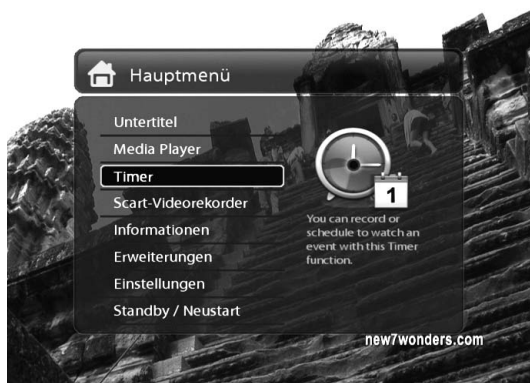 Hauptmenü
Untertitel
Media Player
Timer
Scart-Videorekorder
Informationen
Erweiterungen
Einstellungen
Standby / Neustart
1
You can record or
schedule to watch an
event with this Timer
function.
new7wonders.com